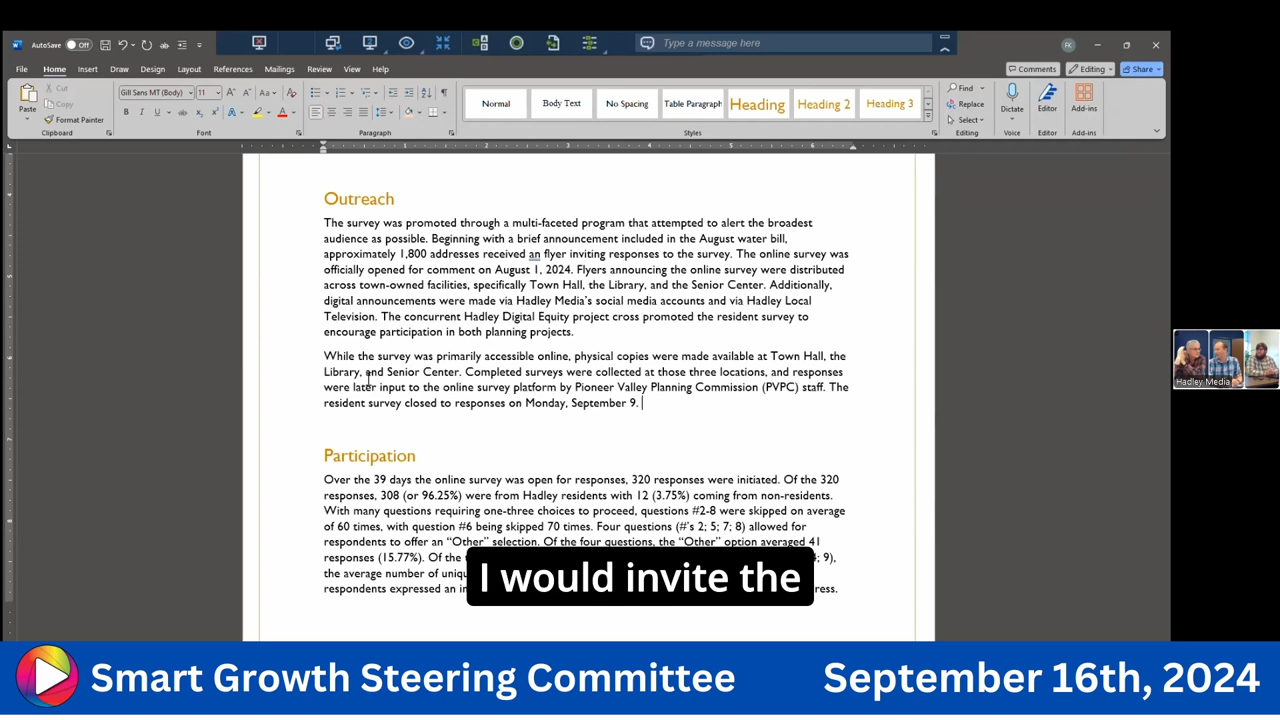 AutoSave Off
Type a message here
FK
File Home Insert Draw Design Layout References Mailings Review View Help
Comments Editing Share
Paste
Cut
Copy
Format Painter
Clipboard
Gill Sans MT (Body) 11
Font
Paragraph
Normal Body Text No Spacing Table Paragraph Heading Heading 2 Heading 3
Styles
Find
Replace
Select
Editing
Dictate
Voice
Editor
Editor
Add-ins
Add-ins
Outreach
The survey was promoted through a multi-faceted program that attempted to alert the broadest
audience as possible. Beginning with a brief announcement included in the August water bill,
approximately 1,800 addresses received an flyer inviting responses to the survey. The online survey was
officially opened for comment on August 1, 2024. Flyers announcing the online survey were distributed
across town-owned facilities, specifically Town Hall, the Library, and the Senior Center. Additionally,
digital announcements were made via Hadley Media's social media accounts and via Hadley Local
Television. The concurrent Hadley Digital Equity project cross promoted the resident survey to
encourage participation in both planning projects.
While the survey was primarily accessible online, physical copies were made available at Town Hall, the
Library, and Senior Center. Completed surveys were collected at those three locations, and responses
were later input to the online survey platform by Pioneer Valley Planning Commission (PVPC) staff. The
resident survey closed to responses on Monday, September 9.
Participation
Over the 39 days the online survey was open for responses, 320 responses were initiated. Of the 320
responses, 308 (or 96.25%) were from Hadley residents with 12 (3.75%) coming from non-residents.
With many questions requiring one-three choices to proceed, questions #2-8 were skipped on average
of 60 times, with question #6 being skipped 70 times. Four questions (#'s 2; 5; 7; 8) allowed for
respondents to offer an "Other" selection. Of the four questions, the "Other" option averaged 41
responses (15.77%). Of the 9),
the average number of
respondents expressed an
I would invite the
Hadley Media
Smart Growth Steering Committee September 16th, 2024